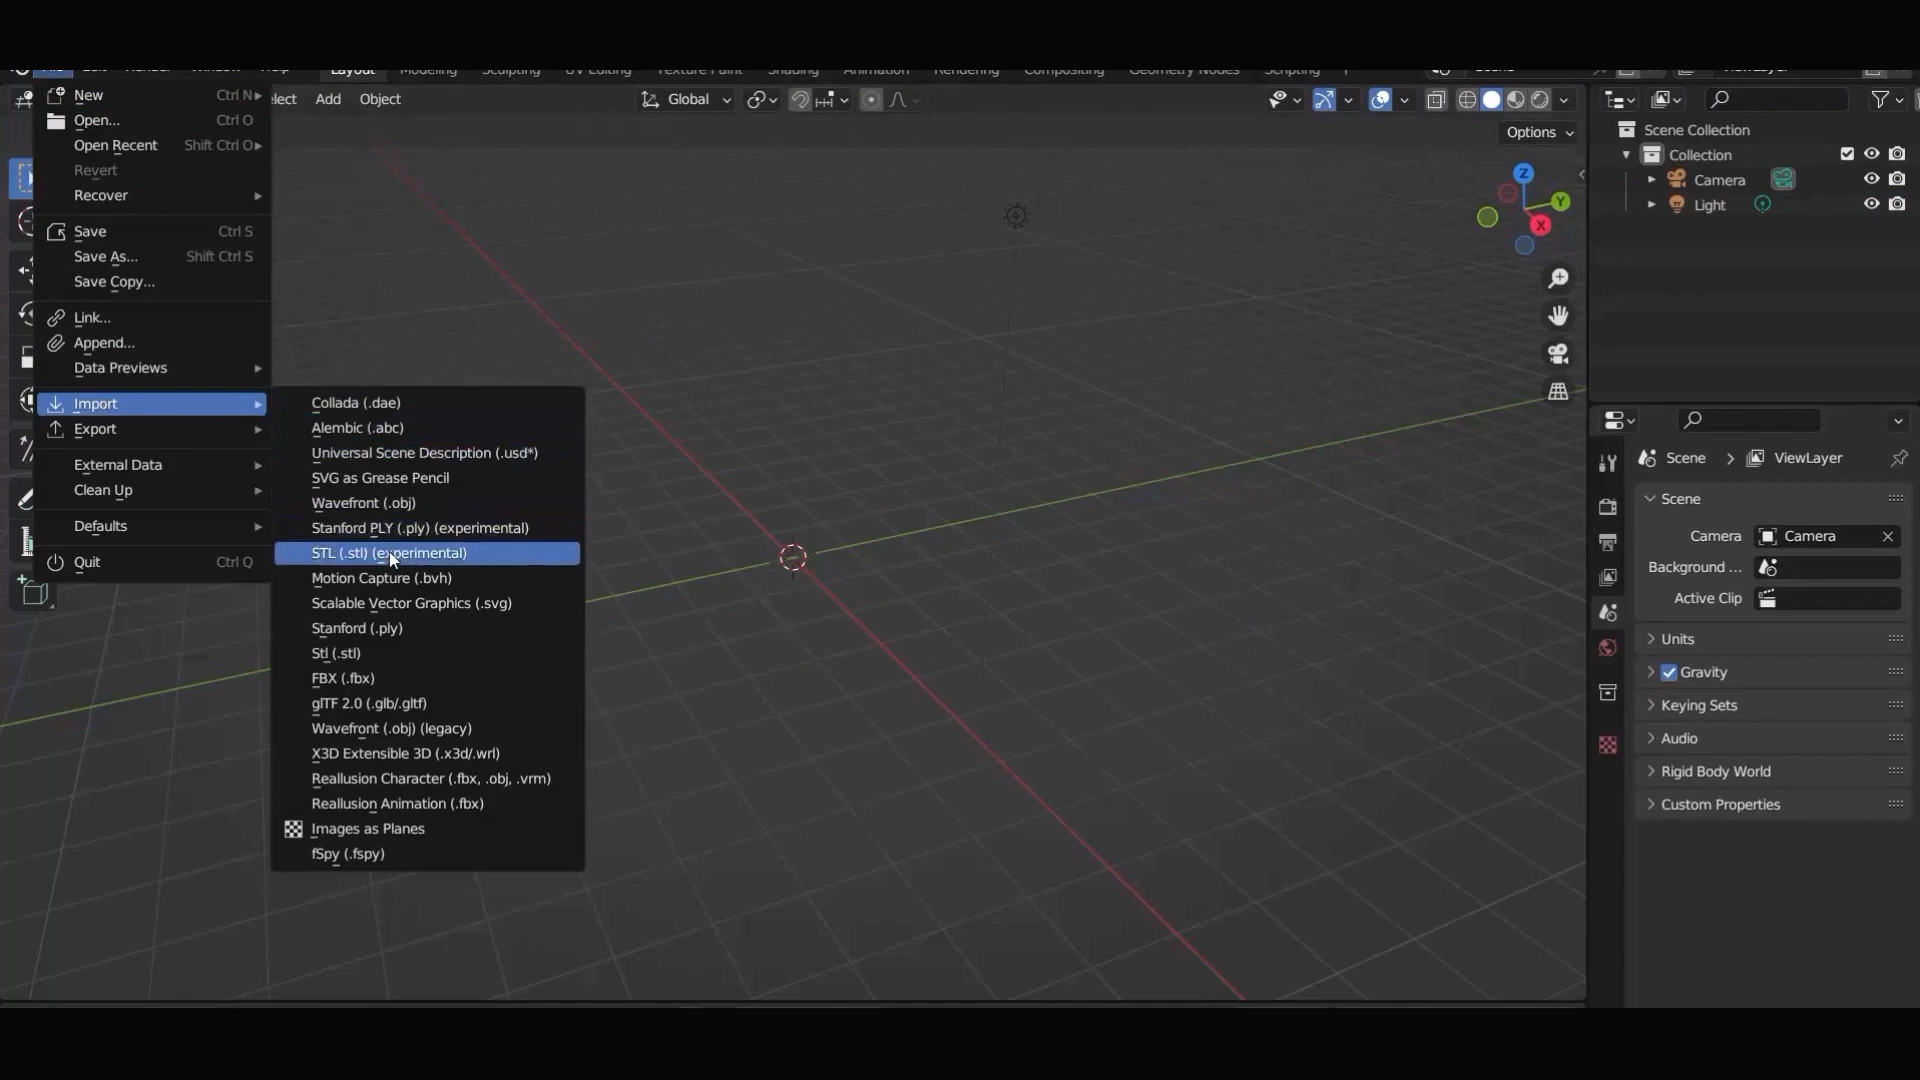 Layout Modeling Sculpting UV Editing Texture Paint Shading Animation Rendering Compositing Geometry Nodes Scripting
New Ctrl N
Open... Ctrl O
Open Recent Shift Ctrl O
Revert
Recover
Save Ctrl S
Save As... Shift Ctrl S
Save Copy...
Link...
Append...
Data Previews
Import
Export
External Data
Clean Up
Defaults
Quit Ctrl Q
Collada (.dae)
Alembic (.abc)
Universal Scene Description (.usd*)
SVG as Grease Pencil
Wavefront (.obj)
Stanford PLY (.ply) (experimental)
STL (.stl) (experimental)
Motion Capture (.bvh)
Scalable Vector Graphics (.svg)
Stanford (.ply)
Stl (.stl)
FBX (.fbx)
glTF 2.0 (.glb/.gltf)
Wavefront (.obj) (legacy)
X3D Extensible 3D (.x3d/.wrl)
Reallusion Character (.fbx, .obj, .vrm)
Reallusion Animation (.fbx)
Images as Planes
fSpy (.fspy)
lect Add Object
Global
Options
Z
Y
X
Scene Collection
Collection
Camera
Light
Scene > ViewLayer
Scene
Camera Camera
Background ...
Active Clip
Units
Gravity
Keying Sets
Audio
Rigid Body World
Custom Properties